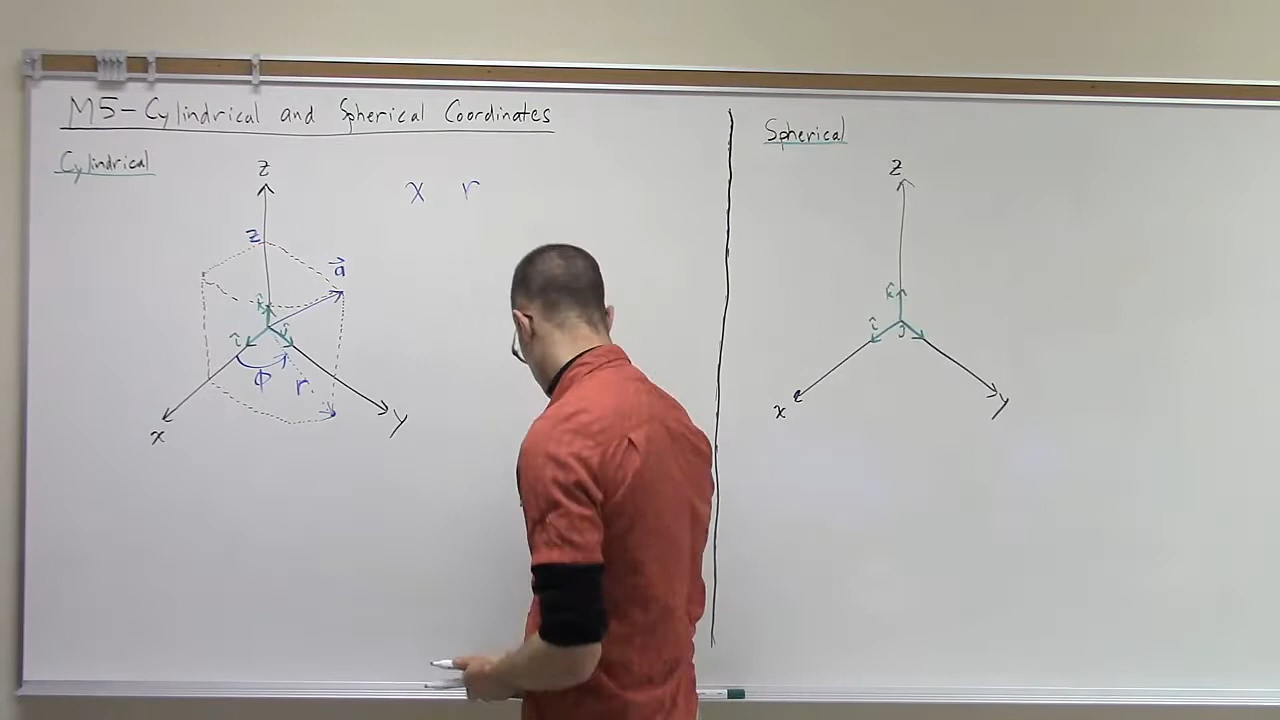 M5-Cylindrical and Spherical Coordinates
Cylindrical
z
x r
z
a⃗
k̂
î
ĵ
ϕ
r
x
y
Spherical
z
k̂
î
ĵ
x
y